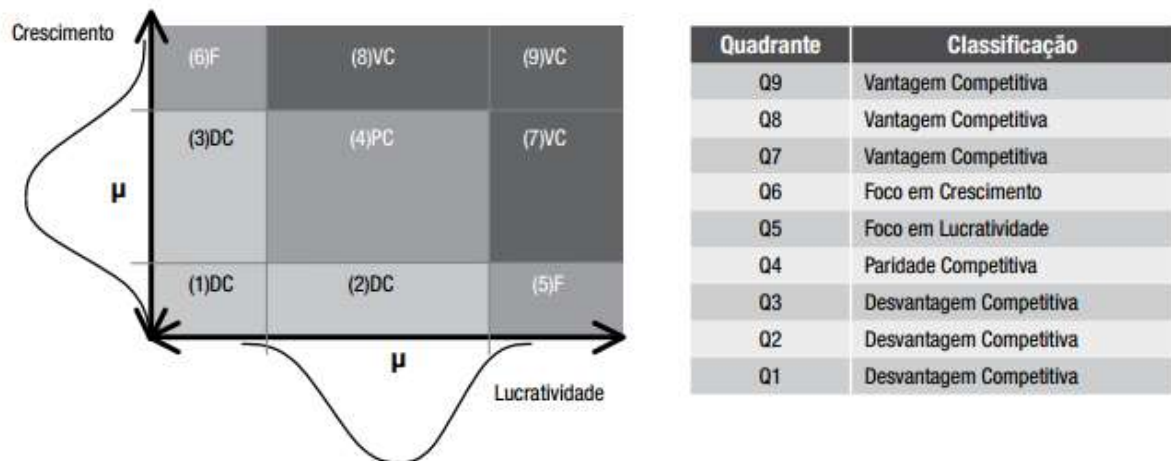 Crescimento
(6)F
(8)VC
(9)VC
(3)DC
(4)PC
(7)VC
μ
(1)DC
(2)DC
(5)F
μ
Lucratividade
Quadrante Classificação
Q9 Vantagem Competitiva
Q8 Vantagem Competitiva
Q7 Vantagem Competitiva
Q6 Foco em Crescimento
Q5 Foco em Lucratividade
Q4 Paridade Competitiva
Q3 Desvantagem Competitiva
Q2 Desvantagem Competitiva
Q1 Desvantagem Competitiva